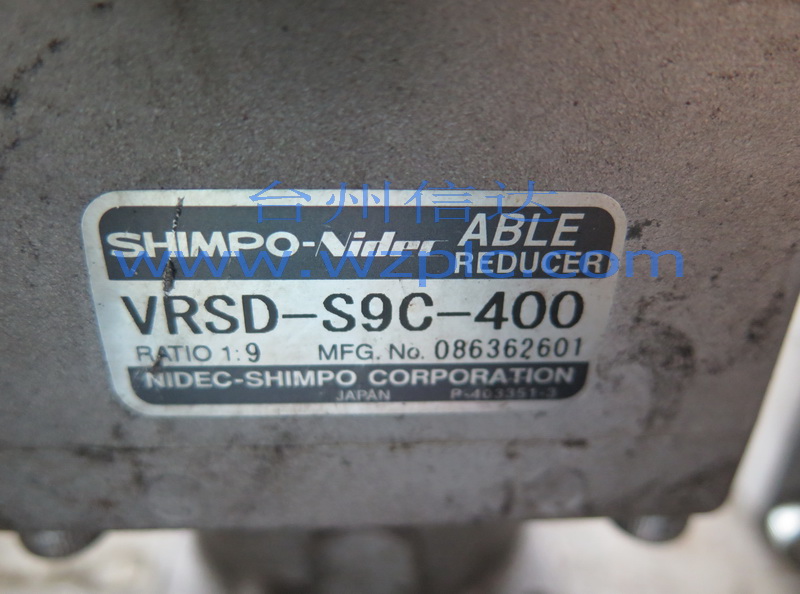 台州信达
SHIMPO-Nidec ABLE REDUCER
www.wzplc.com
VRSD-S9C-400
RATIO 1:9 MFG. No. 086362601
NIDEC-SHIMPO CORPORATION
JAPAN P-403351-3